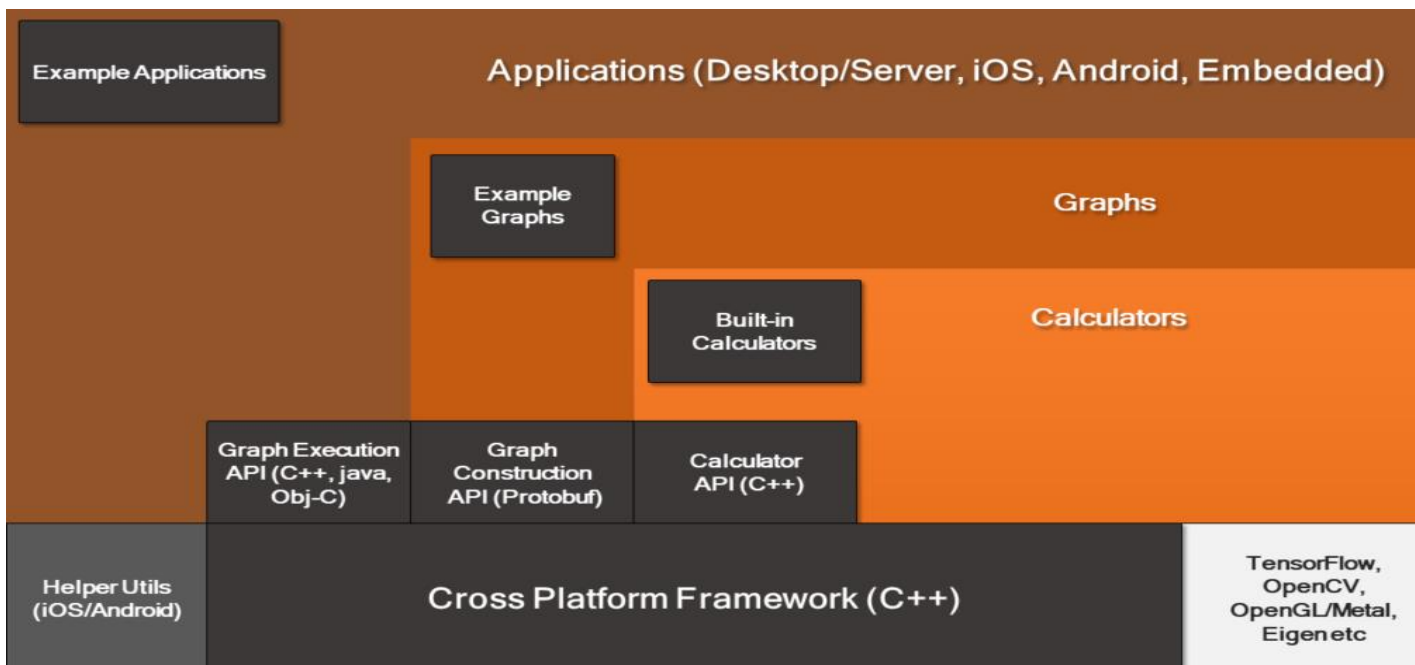 Example Applications
Applications (Desktop/Server, iOS, Android, Embedded)
Example
Graphs
Graphs
Built-in
Calculators
Calculators
Graph Execution
API (C++, java,
Obj-C)
Graph
Construction
API (Protobuf)
Calculator
API (C++)
Helper Utils
(iOS/Android)
Cross Platform Framework (C++)
TensorFlow,
OpenCV,
OpenGL/Metal,
Eigen etc